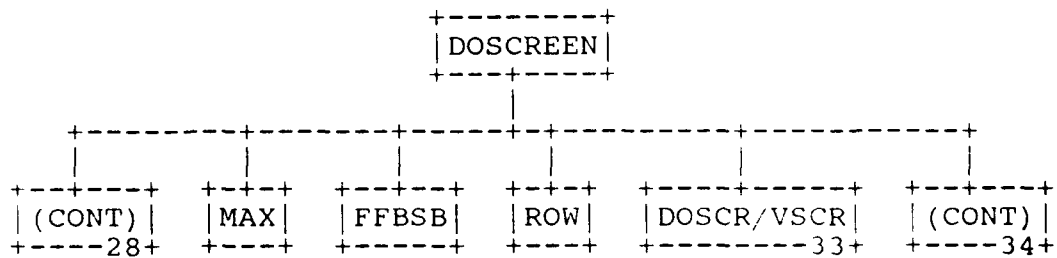 DOSCREEN
(CONT) MAX FFBSB ROW DOSCR/VSCR (CONT)
28 33 34